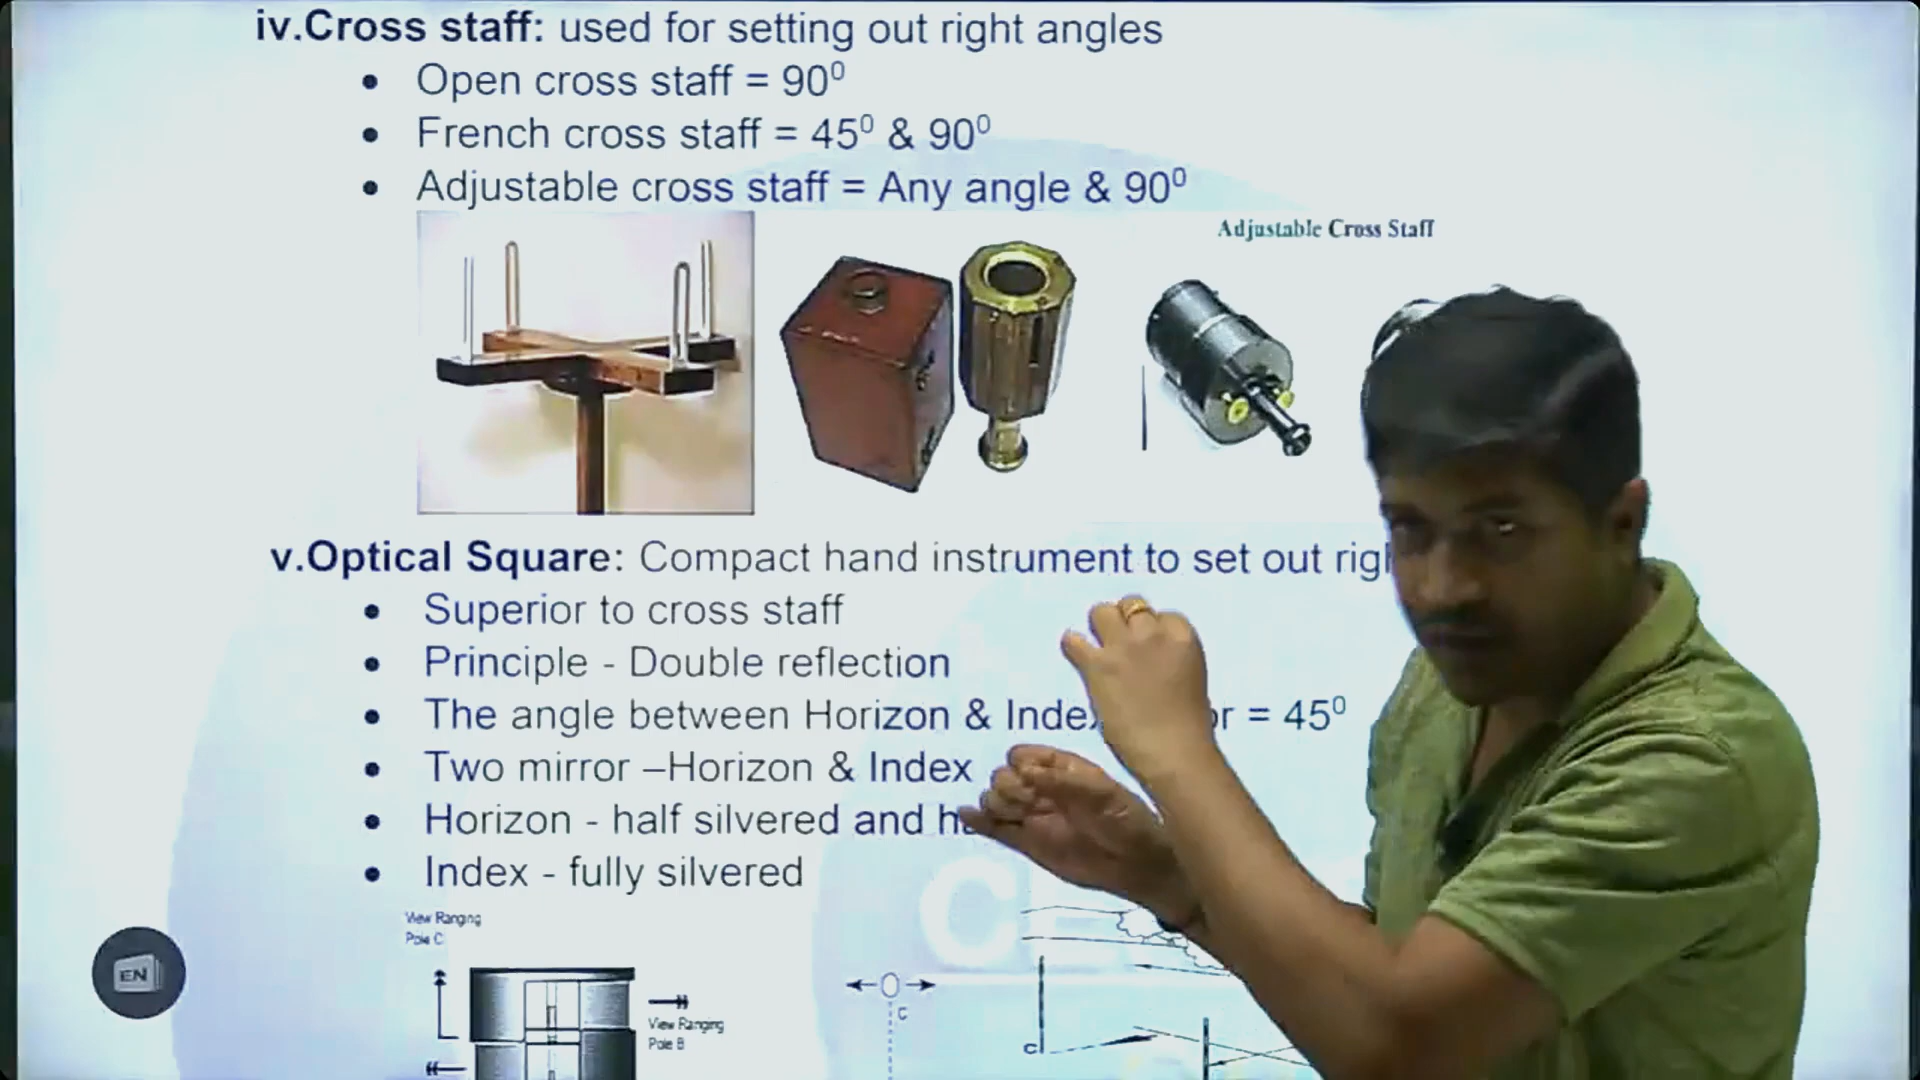 iv.Cross staff: used for setting out right angles
• Open cross staff = 90⁰
• French cross staff = 45⁰ & 90⁰
• Adjustable cross staff = Any angle & 90⁰
Adjustable Cross Staff
v.Optical Square: Compact hand instrument to set out
• Superior to cross staff
• Principle - Double reflection
• The angle between Horizon & = 45⁰
• Two mirror –Horizon & Index
• Horizon - half silvered and
• Index - fully silvered
View Ranging
Pole C
View Ranging
Pole B
C
C
EN